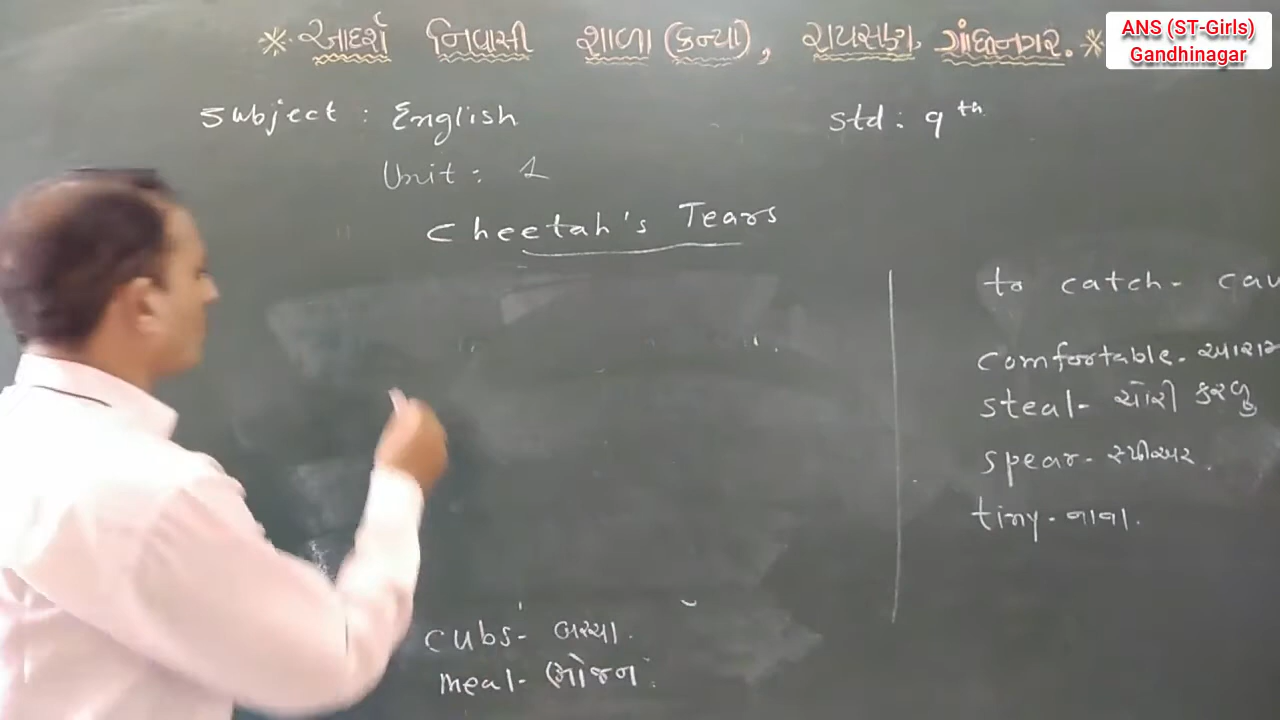 * આદર્શ નિવાસી શાળા (કન્યા), રાયસણ, ગાંધીનગર. *
ANS (ST-Girls)
Gandhinagar
Subject : English
Std : 9th
Unit : 1
Cheetah's Tears
to catch - cau
comfortable - આરામ
steal - ચોરી કરવુ
spear - સ્પીઅર.
tiny - નાના.
cubs - બચ્ચા.
meal - ભોજન.